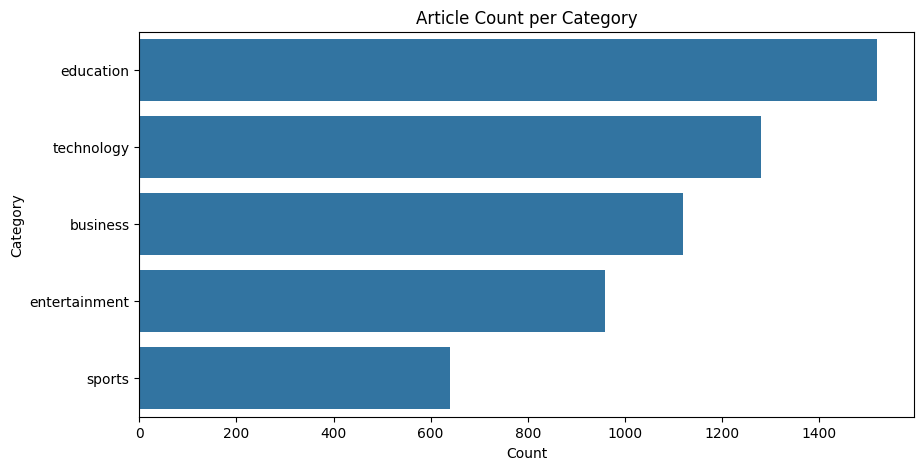 Article Count per Category
Category
education
technology
business
entertainment
sports
0 200 400 600 800 1000 1200 1400
Count